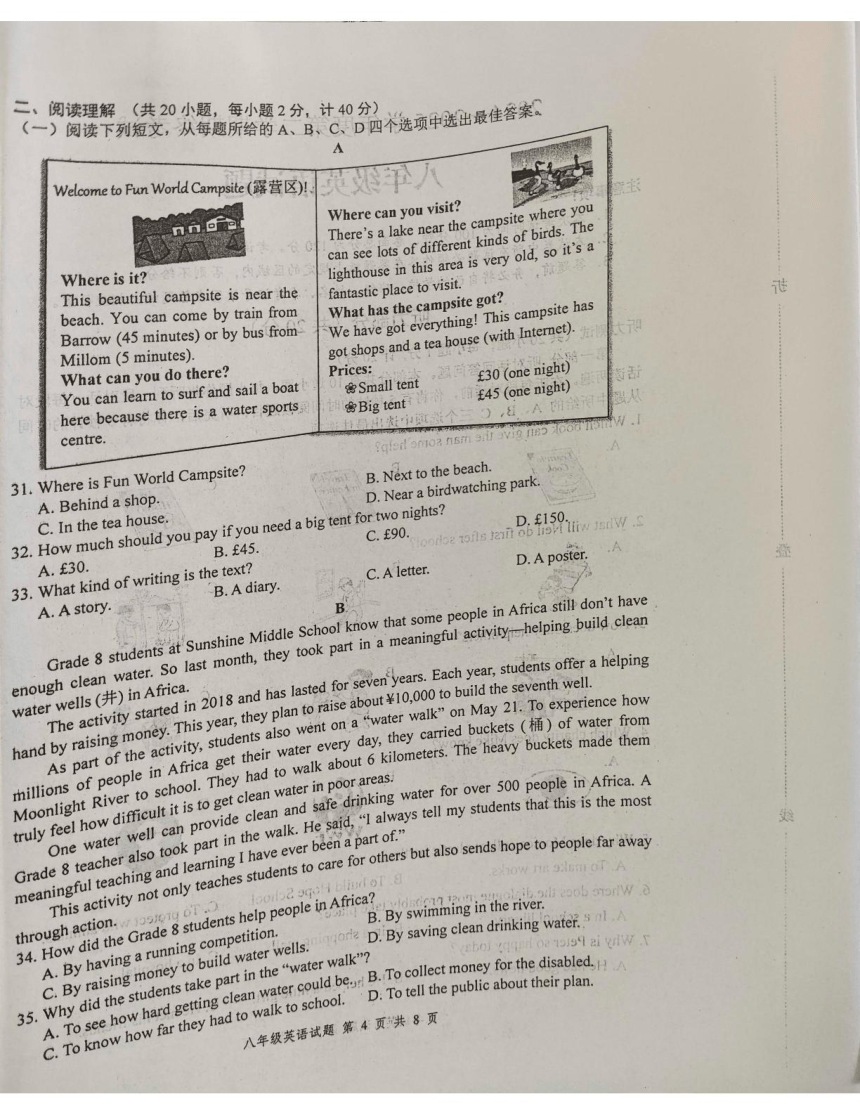 二、阅读理解 (共 20 小题，每小题 2 分，计 40 分)
(一) 阅读下列短文，从每题所给的 A、B、C、D 四个选项中选出最佳答案。
A
Welcome to Fun World Campsite (露营区)!
Where is it?
This beautiful campsite is near the
beach. You can come by train from
Barrow (45 minutes) or by bus from
Millom (5 minutes).
What can you do there?
You can learn to surf and sail a boat
here because there is a water sports
centre.
Where can you visit?
There's a lake near the campsite where you
can see lots of different kinds of birds. The
lighthouse in this area is very old, so it's a
fantastic place to visit.
What has the campsite got?
We have got everything! This campsite has
got shops and a tea house (with Internet).
Prices:
❀Small tent £30 (one night)
❀Big tent £45 (one night)
31. Where is Fun World Campsite?
A. Behind a shop. B. Next to the beach.
C. In the tea house. D. Near a birdwatching park.
32. How much should you pay if you need a big tent for two nights?
A. £30. B. £45. C. £90. D. £150.
33. What kind of writing is the text?
A. A story. B. A diary. C. A letter. D. A poster.
B
Grade 8 students at Sunshine Middle School know that some people in Africa still don't have
enough clean water. So last month, they took part in a meaningful activity—helping build clean
water wells (井) in Africa.
The activity started in 2018 and has lasted for seven years. Each year, students offer a helping
hand by raising money. This year, they plan to raise about ¥10,000 to build the seventh well.
As part of the activity, students also went on a "water walk" on May 21. To experience how
millions of people in Africa get their water every day, they carried buckets (桶) of water from
Moonlight River to school. They had to walk about 6 kilometers. The heavy buckets made them
truly feel how difficult it is to get clean water in poor areas.
One water well can provide clean and safe drinking water for over 500 people in Africa. A
Grade 8 teacher also took part in the walk. He said, "I always tell my students that this is the most
meaningful teaching and learning I have ever been a part of."
This activity not only teaches students to care for others but also sends hope to people far away
through action.
34. How did the Grade 8 students help people in Africa?
A. By having a running competition. B. By swimming in the river.
C. By raising money to build water wells. D. By saving clean drinking water.
35. Why did the students take part in the "water walk"?
A. To see how hard getting clean water could be. B. To collect money for the disabled.
C. To know how far they had to walk to school. D. To tell the public about their plan.
八年级英语试题 第 4 页 共 8 页
折
线